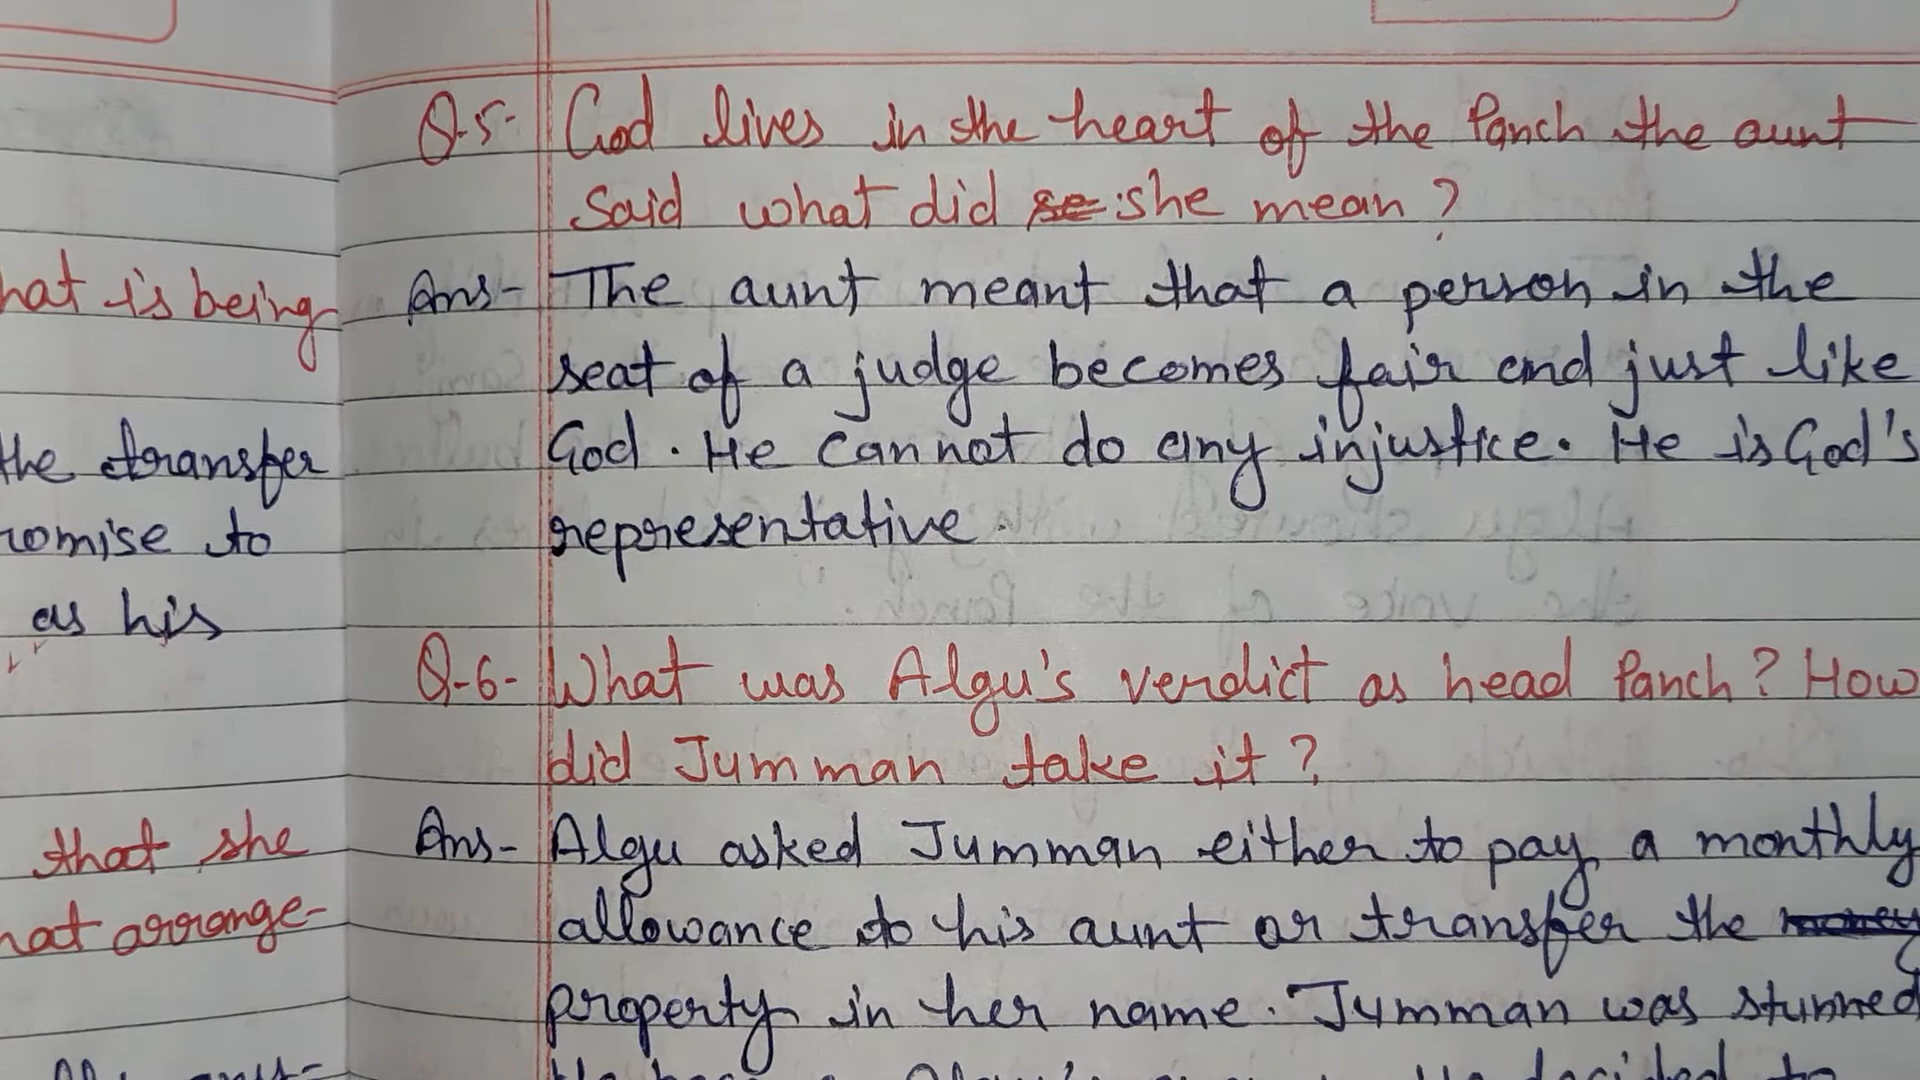 hat is being
the transfer
romise to
as his
that she
hat arrange-
Q-5- God lives in the heart of the Panch the aunt
said what did she mean ?
Ans- The aunt meant that a person in the
seat of a judge becomes fair and just like
God. He cannot do any injustice. He is God's
representative.
Q-6- What was Algu's verdict as head Panch? How
did Jumman take it?
Ans- Algu asked Jumman either to pay a monthly
allowance to his aunt or transfer the money
property in her name. Jumman was stunned
decided to